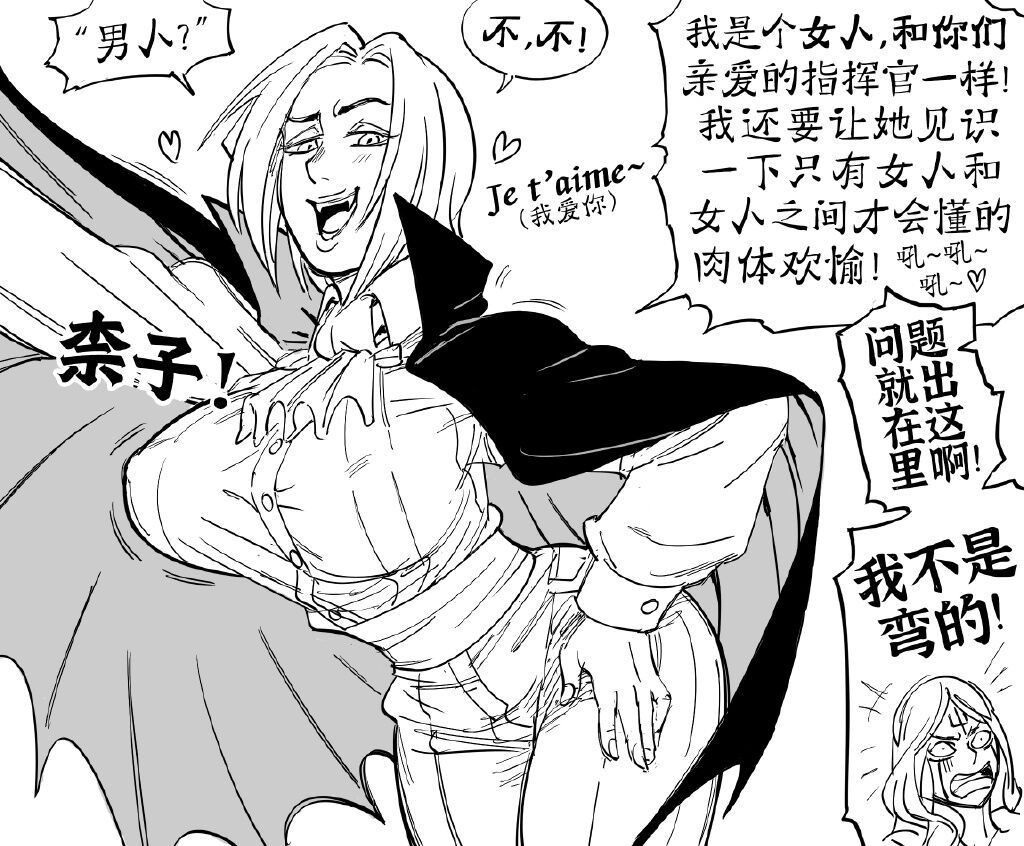 “男人？”
不，不！
我是个女人，和你们
亲爱的指挥官一样！
我还要让她见识
一下只有女人和
女人之间才会懂的
肉体欢愉！吼~吼~
吼~♡
Je t'aime~
（我爱你）
柰子！
问题
就出
在这
里啊！
我不是
弯的！